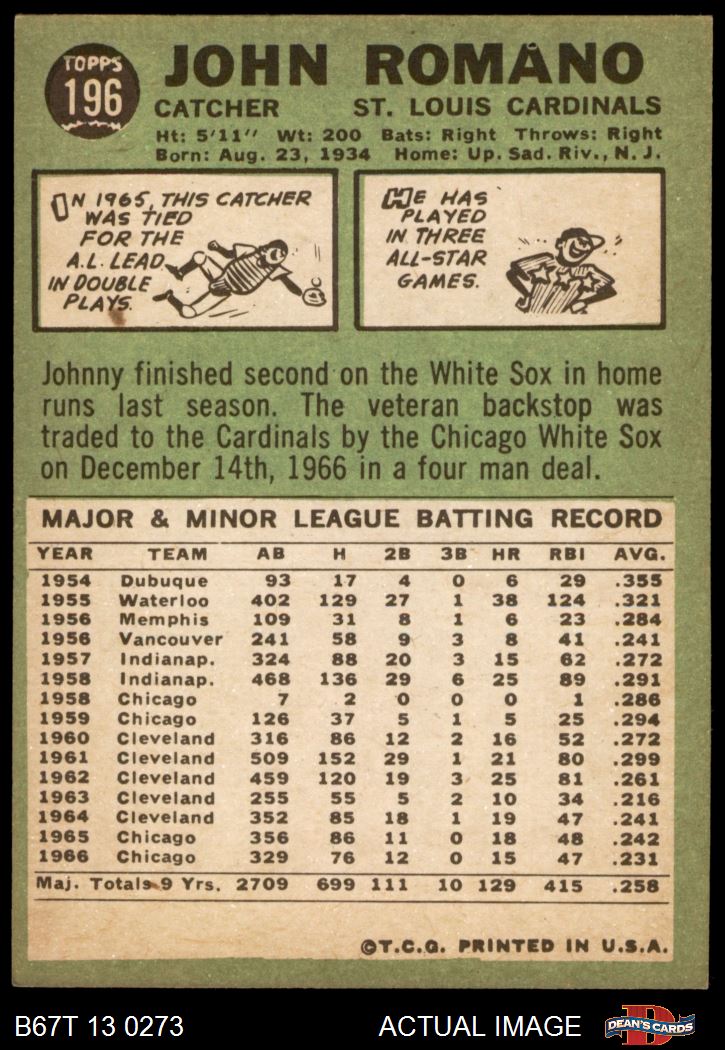 TOPPS
196
JOHN ROMANO
CATCHER ST. LOUIS CARDINALS
Ht: 5'11" Wt: 200 Bats: Right Throws: Right
Born: Aug. 23, 1934 Home: Up. Sad. Riv., N. J.
IN 1965, THIS CATCHER
WAS TIED
FOR THE
A.L. LEAD
IN DOUBLE
PLAYS.
HE HAS
PLAYED
IN THREE
ALL-STAR
GAMES.
Johnny finished second on the White Sox in home
runs last season. The veteran backstop was
traded to the Cardinals by the Chicago White Sox
on December 14th, 1966 in a four man deal.
MAJOR & MINOR LEAGUE BATTING RECORD
YEAR TEAM AB H 2B 3B HR RBI AVG.
1954 Dubuque 93 17 4 0 6 29 .355
1955 Waterloo 402 129 27 1 38 124 .321
1956 Memphis 109 31 8 1 6 23 .284
1956 Vancouver 241 58 9 3 8 41 .241
1957 Indianap. 324 88 20 3 15 62 .272
1958 Indianap. 468 136 29 6 25 89 .291
1958 Chicago 7 2 0 0 0 1 .286
1959 Chicago 126 37 5 1 5 25 .294
1960 Cleveland 316 86 12 2 16 52 .272
1961 Cleveland 509 152 29 1 21 80 .299
1962 Cleveland 459 120 19 3 25 81 .261
1963 Cleveland 255 55 5 2 10 34 .216
1964 Cleveland 352 85 18 1 19 47 .241
1965 Chicago 356 86 11 0 18 48 .242
1966 Chicago 329 76 12 0 15 47 .231
Maj. Totals 9 Yrs. 2709 699 111 10 129 415 .258
©T.C.G. PRINTED IN U.S.A.
B67T 13 0273 ACTUAL IMAGE
D
DEAN'S CARDS